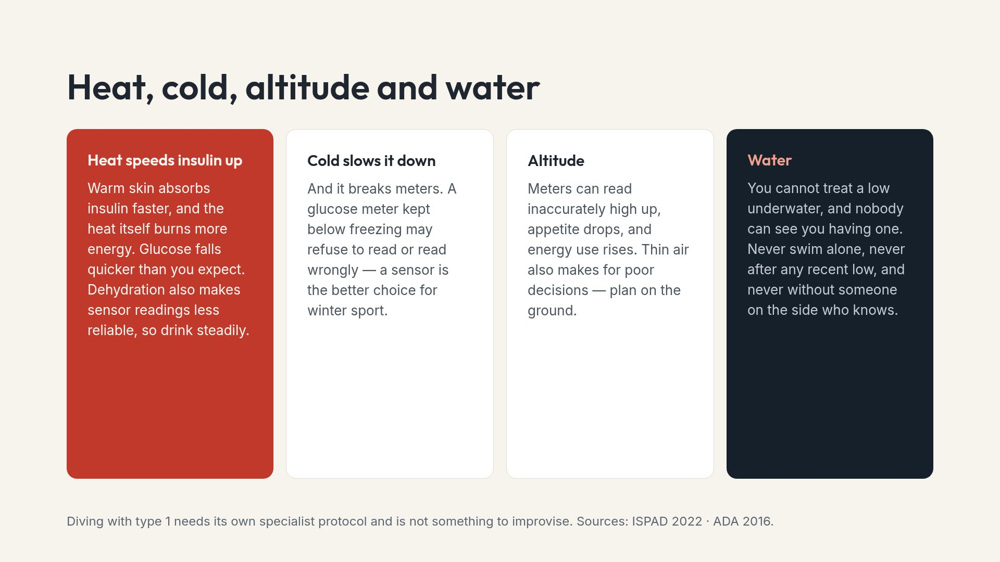 Heat, cold, altitude and water
Heat speeds insulin up
Warm skin absorbs
insulin faster, and the
heat itself burns more
energy. Glucose falls
quicker than you expect.
Dehydration also makes
sensor readings less
reliable, so drink steadily.
Cold slows it down
And it breaks meters. A
glucose meter kept
below freezing may
refuse to read or read
wrongly — a sensor is
the better choice for
winter sport.
Altitude
Meters can read
inaccurately high up,
appetite drops, and
energy use rises. Thin air
also makes for poor
decisions — plan on the
ground.
Water
You cannot treat a low
underwater, and nobody
can see you having one.
Never swim alone, never
after any recent low, and
never without someone
on the side who knows.
Diving with type 1 needs its own specialist protocol and is not something to improvise. Sources: ISPAD 2022 · ADA 2016.